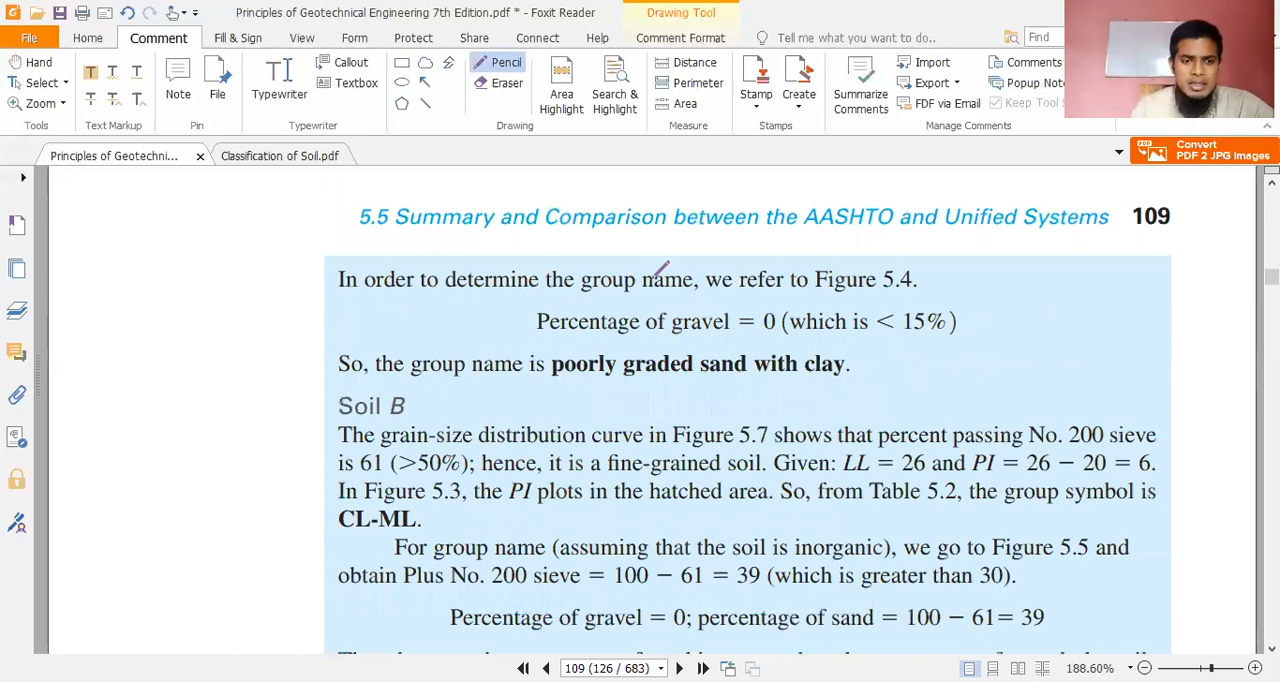 Principles of Geotechnical Engineering 7th Edition.pdf * - Foxit Reader
Drawing Tool
File
Home
Comment
Fill & Sign
View
Form
Protect
Share
Connect
Help
Comment Format
Tell me what you want to do..
Find
Hand
Select
Zoom
Tools
Text Markup
Note
File
Pin
Typewriter
Callout
Textbox
Typewriter
Pencil
Eraser
Drawing
Area Highlight
Search & Highlight
Distance
Perimeter
Area
Measure
Stamp
Create
Stamps
Summarize Comments
Import
Export
FDF via Email
Comments
Popup Note
Keep Tool S
Manage Comments
Principles of Geotechni...
Classification of Soil.pdf
Convert
PDF 2 JPG Images
5.5 Summary and Comparison between the AASHTO and Unified Systems 109
In order to determine the group name, we refer to Figure 5.4.
Percentage of gravel = 0 (which is < 15%)
So, the group name is poorly graded sand with clay.
Soil B
The grain-size distribution curve in Figure 5.7 shows that percent passing No. 200 sieve
is 61 (>50%); hence, it is a fine-grained soil. Given: LL = 26 and PI = 26 − 20 = 6.
In Figure 5.3, the PI plots in the hatched area. So, from Table 5.2, the group symbol is
CL-ML.
For group name (assuming that the soil is inorganic), we go to Figure 5.5 and
obtain Plus No. 200 sieve = 100 − 61 = 39 (which is greater than 30).
Percentage of gravel = 0; percentage of sand = 100 − 61= 39
109 (126 / 683)
188.60%